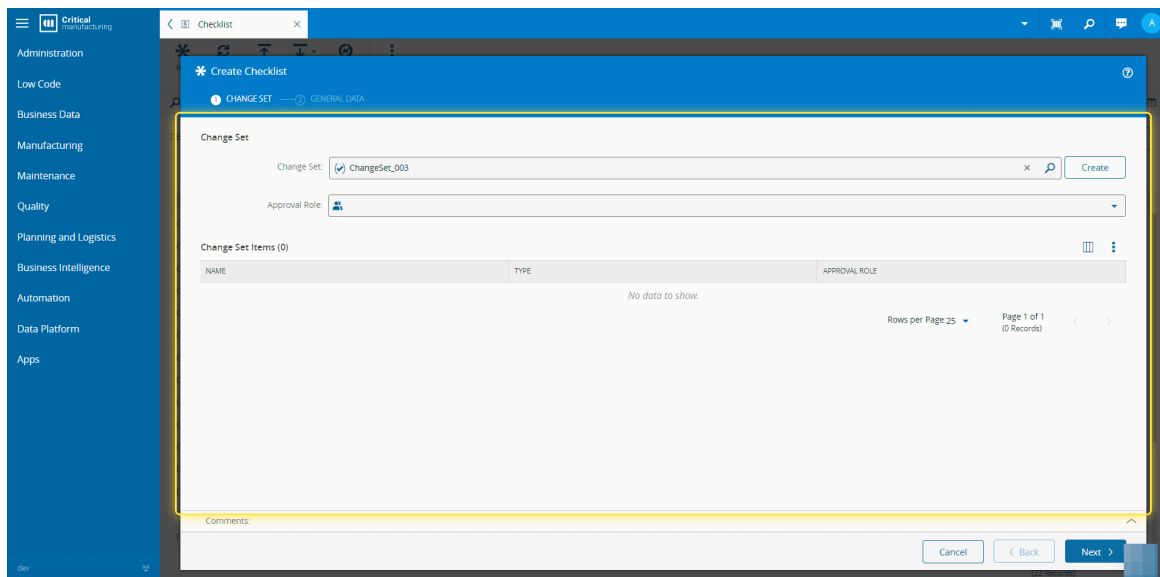 Critical
manufacturing
Checklist
A
Administration
Low Code
Business Data
Manufacturing
Maintenance
Quality
Planning and Logistics
Business Intelligence
Automation
Data Platform
Apps
dev
Create Checklist
1 CHANGE SET 2 GENERAL DATA
Change Set
Change Set: ChangeSet_003 Create
Approval Role:
Change Set Items (0)
NAME TYPE APPROVAL ROLE
No data to show.
Rows per Page: 25 Page 1 of 1
(0 Records)
Comments:
Cancel Back Next
(22 Records)